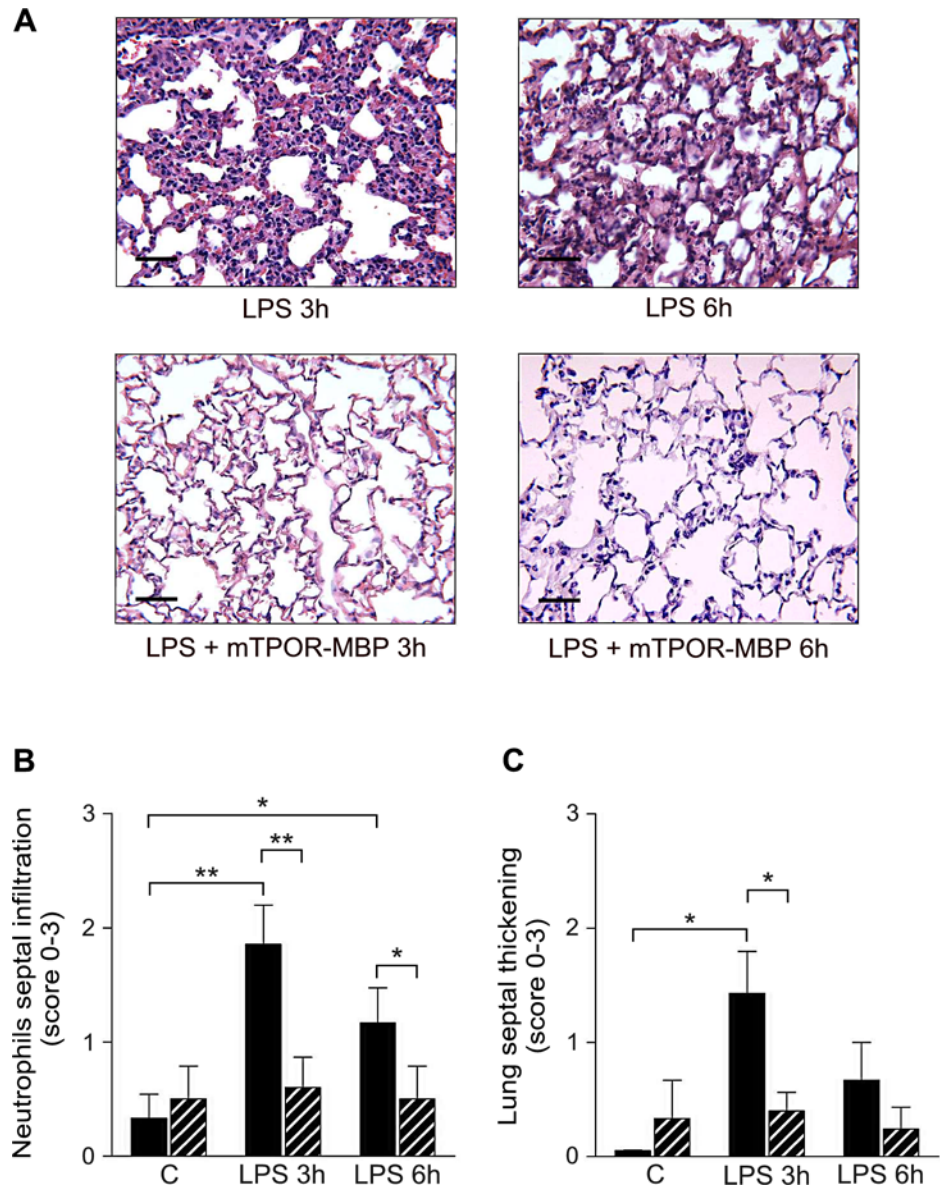 A
LPS 3h
LPS 6h
LPS + mTPOR-MBP 3h
LPS + mTPOR-MBP 6h
B
Neutrophils septal infiltration
(score 0-3)
3
2
1
0
*
**
**
*
C
LPS 3h
LPS 6h
C
Lung septal thickening
(score 0-3)
3
2
1
0
*
*
C
LPS 3h
LPS 6h